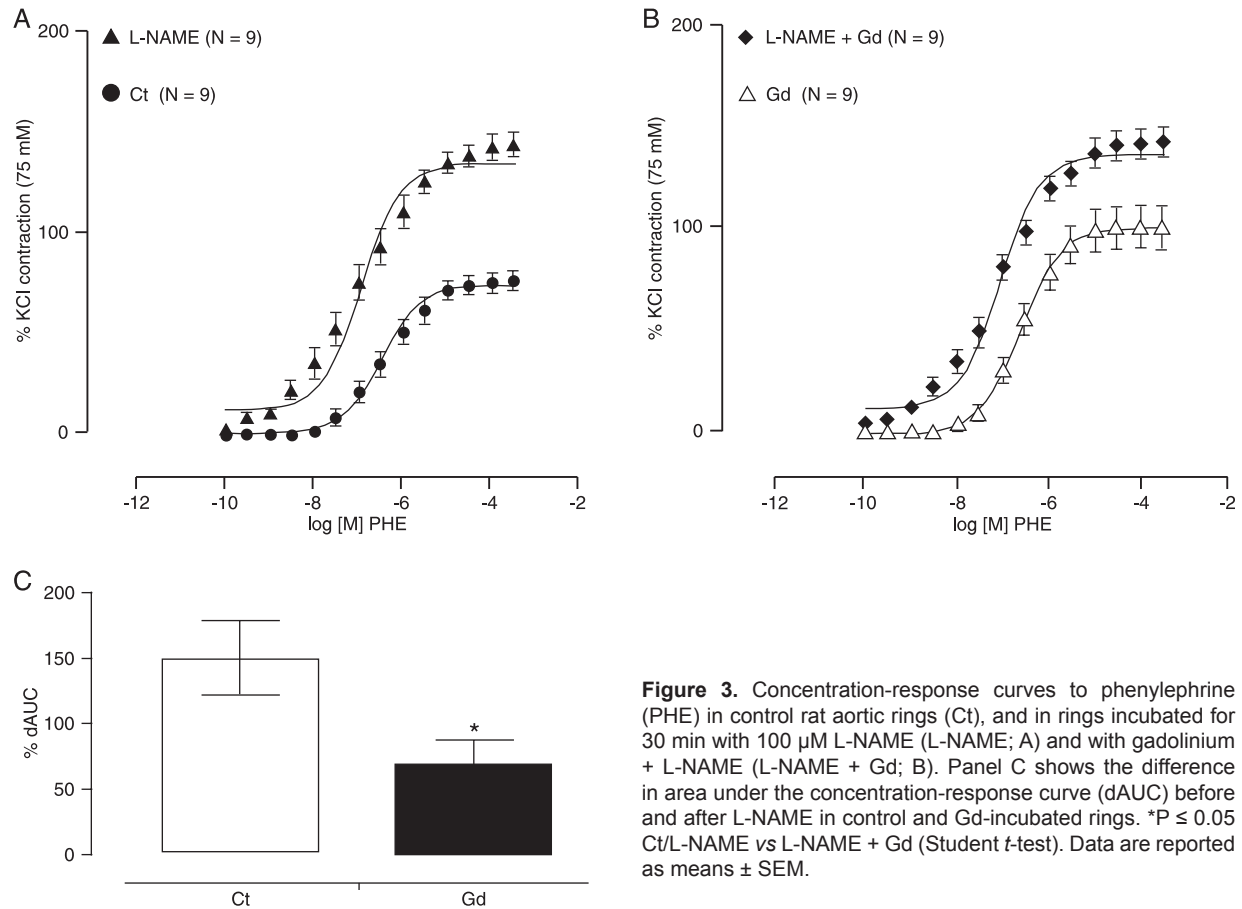 A
200
L-NAME (N = 9)
Ct (N = 9)
% KCl contraction (75 mM)
100
0
-12
-10
-8
-6
-4
-2
log [M] PHE
B
200
L-NAME + Gd (N = 9)
Gd (N = 9)
% KCl contraction (75 mM)
100
0
-12
-10
-8
-6
-4
-2
log [M] PHE
C
200
150
100
50
0
% dAUC
*
Ct
Gd
Figure 3. Concentration-response curves to phenylephrine
(PHE) in control rat aortic rings (Ct), and in rings incubated for
30 min with 100 µM L-NAME (L-NAME; A) and with gadolinium
+ L-NAME (L-NAME + Gd; B). Panel C shows the difference
in area under the concentration-response curve (dAUC) before
and after L-NAME in control and Gd-incubated rings. *P ≤ 0.05
Ct/L-NAME vs L-NAME + Gd (Student t-test). Data are reported
as means ± SEM.